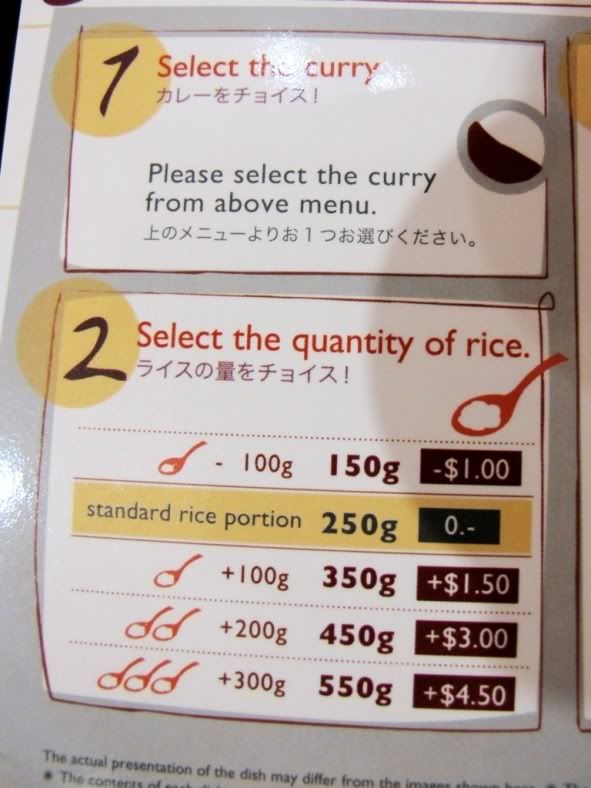 1
Select the curry
カレーをチョイス!
Please select the curry
from above menu.
上のメニューよりお1つお選びください。
2
Select the quantity of rice.
ライスの量をチョイス!
- 100g 150g -$1.00
standard rice portion 250g 0.-
+100g 350g +$1.50
+200g 450g +$3.00
+300g 550g +$4.50
The actual presentation of the dish may differ from the images shown here.
* The contents of each